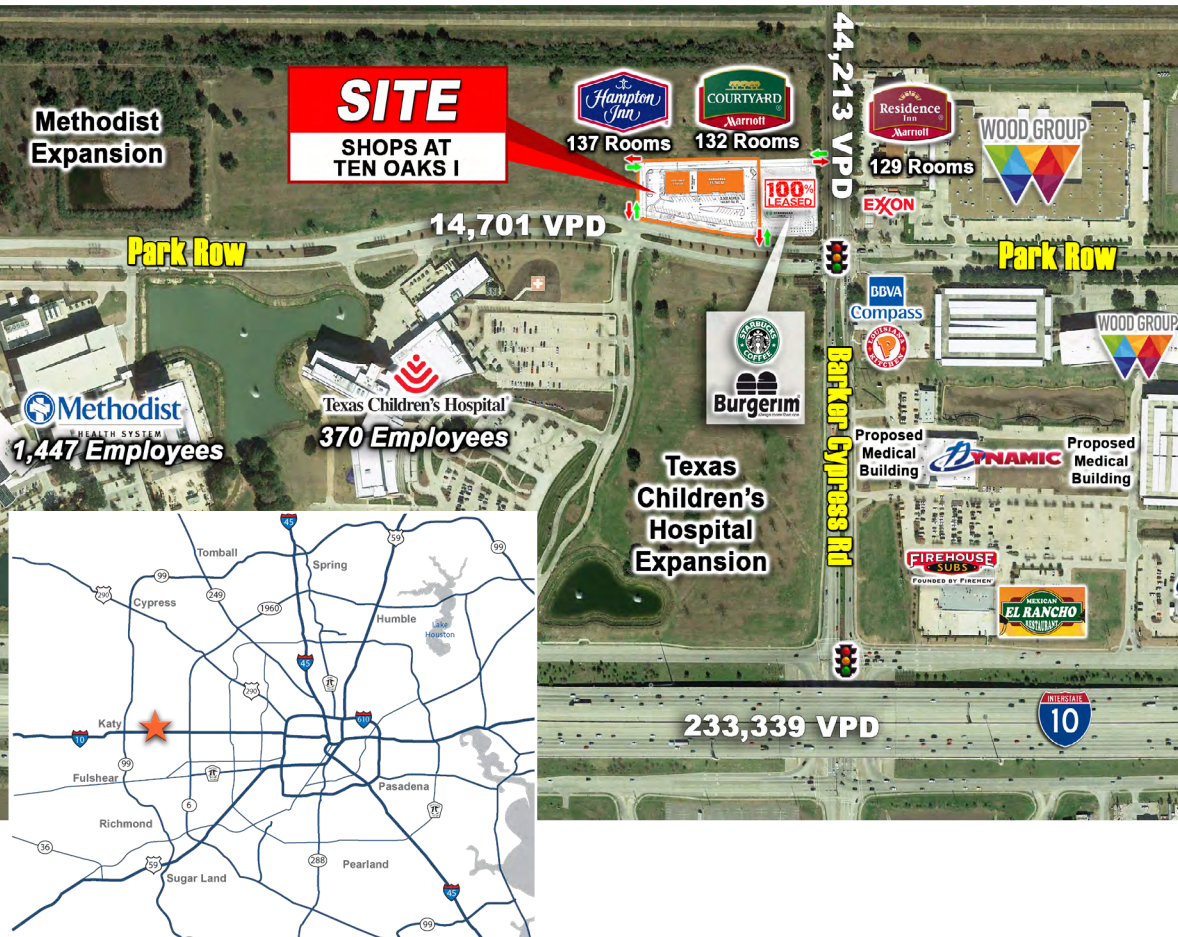 44,213 VPD
SITE
SHOPS AT
TEN OAKS I
Methodist
Expansion
Hampton
Inn
137 Rooms
COURTYARD
Marriott
132 Rooms
Residence
Inn
Marriott
129 Rooms
WOOD GROUP
EXXON
100%
LEASED
14,701 VPD
Park Row
Park Row
BBVA
Compass
LOUISIANA
KITCHEN
WOOD GROUP
STARBUCKS
COFFEE
Burgerim
Barker Cypress Rd
Methodist
HEALTH SYSTEM
1,447 Employees
Texas Children's Hospital
370 Employees
Texas
Children's
Hospital
Expansion
Proposed
Medical
Building
DYNAMIC
Proposed
Medical
Building
FIREHOUSE
SUBS
FOUNDED BY FIREMEN
MEXICAN
EL RANCHO
RESTAURANT
233,339 VPD
INTERSTATE
10
45
59
99
Tomball
Spring
99
290
249
1960
Cypress
Humble
Lake
Houston
45
290
Katy
610
10
99
Fulshear
6
Pasadena
Richmond
36
59
288
Pearland
Sugar Land
45
99